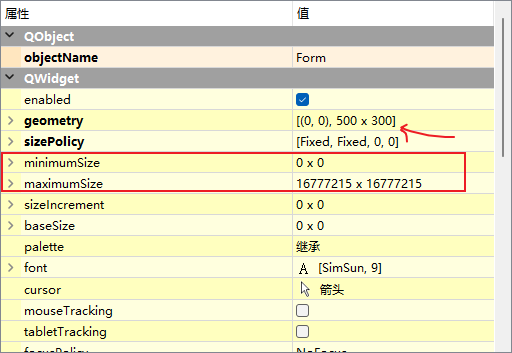 属性 值
QObject
objectName Form
QWidget
enabled
geometry [(0, 0), 500 x 300]
sizePolicy [Fixed, Fixed, 0, 0]
minimumSize 0 x 0
maximumSize 16777215 x 16777215
sizeIncrement 0 x 0
baseSize 0 x 0
palette 继承
font A [SimSun, 9]
cursor 箭头
mouseTracking
tabletTracking
focusPolicy NoFocus